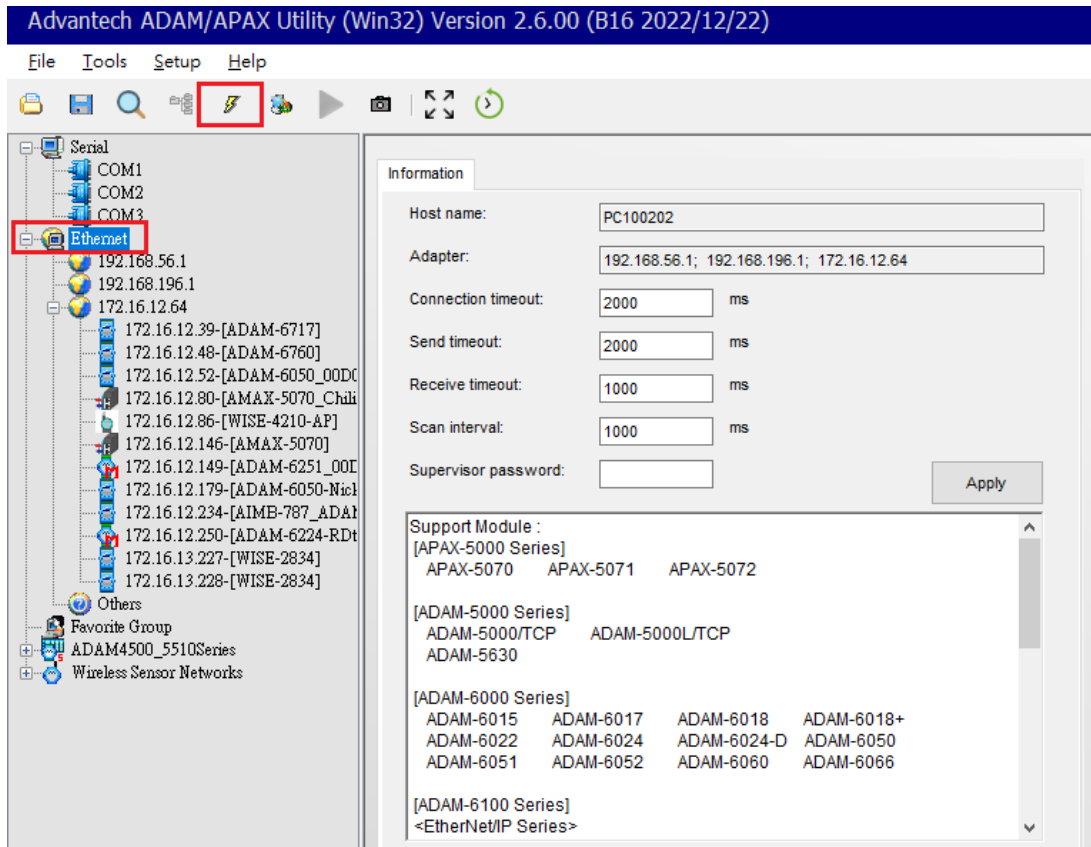 Advantech ADAM/APAX Utility (Win32) Version 2.6.00 (B16 2022/12/22)
File Tools Setup Help
Serial
COM1
COM2
COM3
Ethernet
192.168.56.1
192.168.196.1
172.16.12.64
172.16.12.39-[ADAM-6717]
172.16.12.48-[ADAM-6760]
172.16.12.52-[ADAM-6050_00D0
172.16.12.80-[AMAX-5070_Chili
172.16.12.86-[WISE-4210-AP]
172.16.12.146-[AMAX-5070]
172.16.12.149-[ADAM-6251_00D
172.16.12.179-[ADAM-6050-Nick
172.16.12.234-[AIMB-787_ADAM
172.16.12.250-[ADAM-6224-RDt
172.16.13.227-[WISE-2834]
172.16.13.228-[WISE-2834]
Others
Favorite Group
ADAM4500_5510Series
Wireless Sensor Networks
Information
Host name: PC100202
Adapter: 192.168.56.1; 192.168.196.1; 172.16.12.64
Connection timeout: 2000 ms
Send timeout: 2000 ms
Receive timeout: 1000 ms
Scan interval: 1000 ms
Supervisor password:
Apply
Support Module :
[APAX-5000 Series]
APAX-5070 APAX-5071 APAX-5072
[ADAM-5000 Series]
ADAM-5000/TCP ADAM-5000L/TCP
ADAM-5630
[ADAM-6000 Series]
ADAM-6015 ADAM-6017 ADAM-6018 ADAM-6018+
ADAM-6022 ADAM-6024 ADAM-6024-D ADAM-6050
ADAM-6051 ADAM-6052 ADAM-6060 ADAM-6066
[ADAM-6100 Series]
<EtherNet/IP Series>